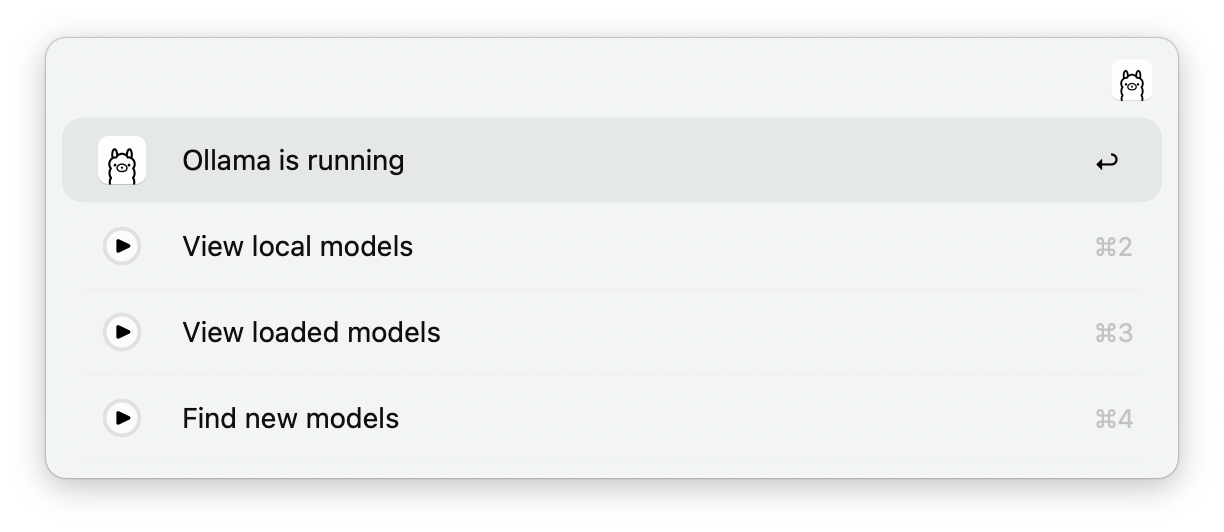 Ollama is running ↩
View local models ⌘2
View loaded models ⌘3
Find new models ⌘4